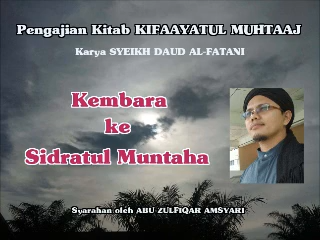 Pengajian Kitab KIFAAYATUL MUHTAAJ
Karya SYEIKH DAUD AL-FATANI
Kembara
ke
Sidratul Muntaha
Syarahan oleh ABU ZULFIQAR AMSYARI